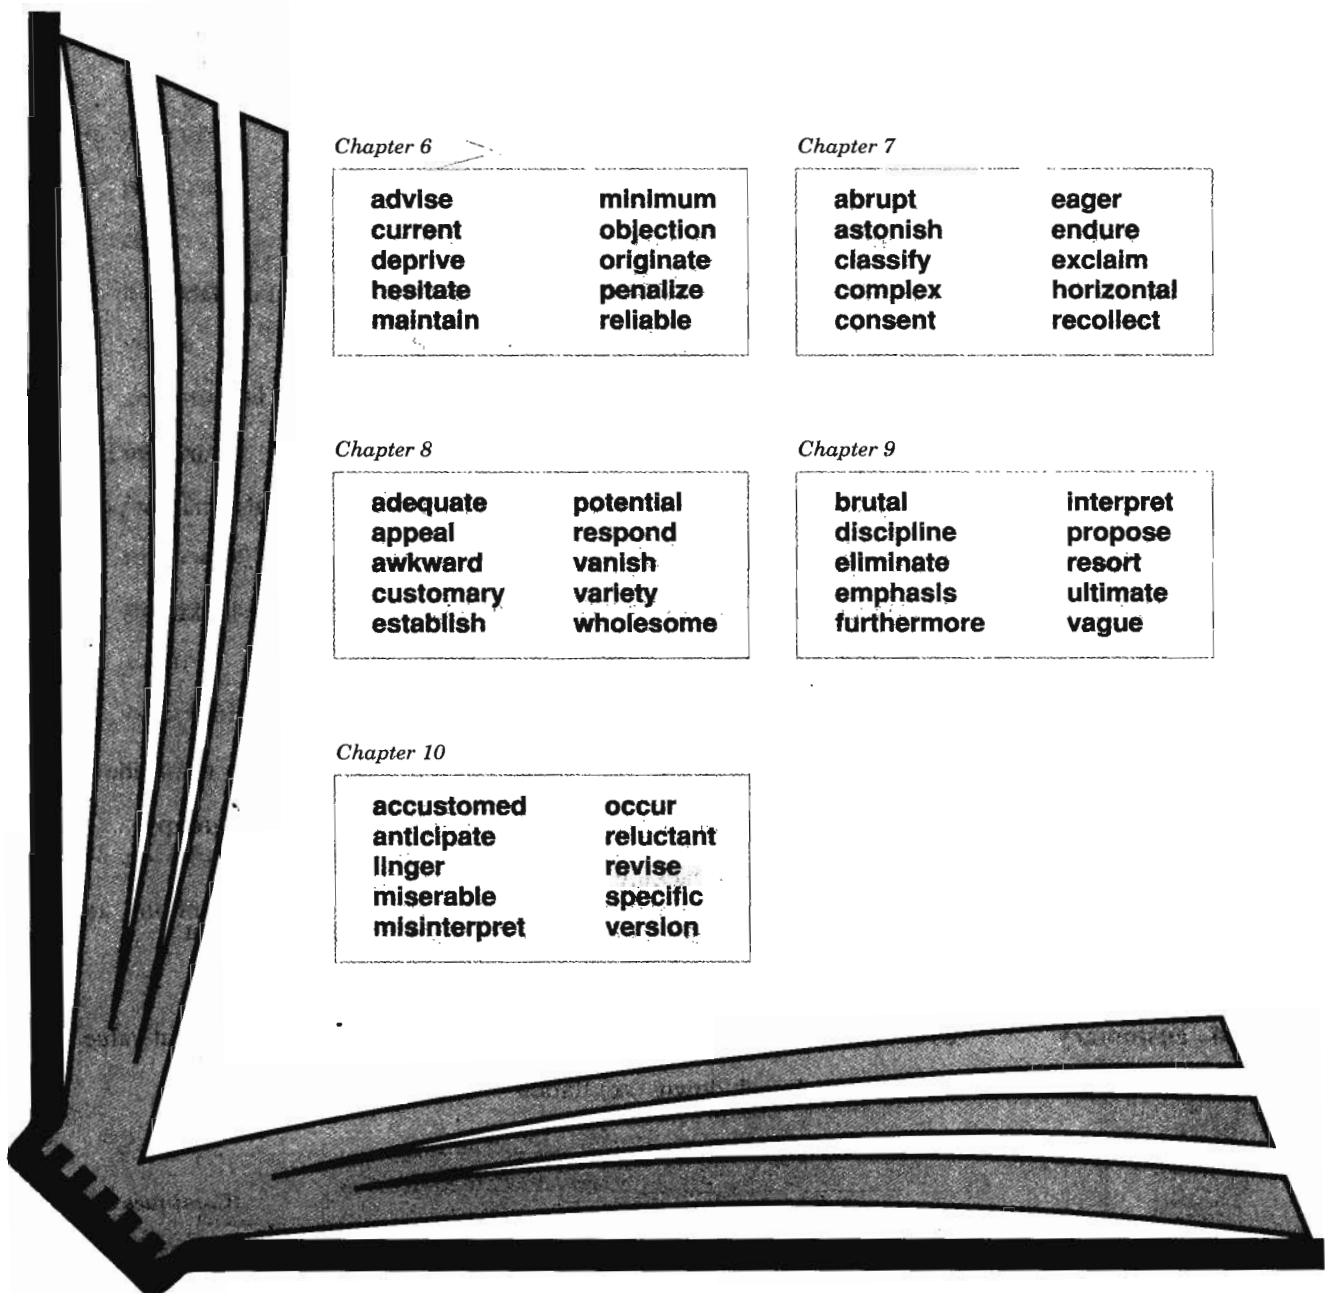 Chapter 6
advise minimum
current objection
deprive originate
hesitate penalize
maintain reliable
Chapter 7
abrupt eager
astonish endure
classify exclaim
complex horizontal
consent recollect
Chapter 8
adequate potential
appeal respond
awkward vanish
customary variety
establish wholesome
Chapter 9
brutal interpret
discipline propose
eliminate resort
emphasis ultimate
furthermore vague
Chapter 10
accustomed occur
anticipate reluctant
linger revise
miserable specific
misinterpret version